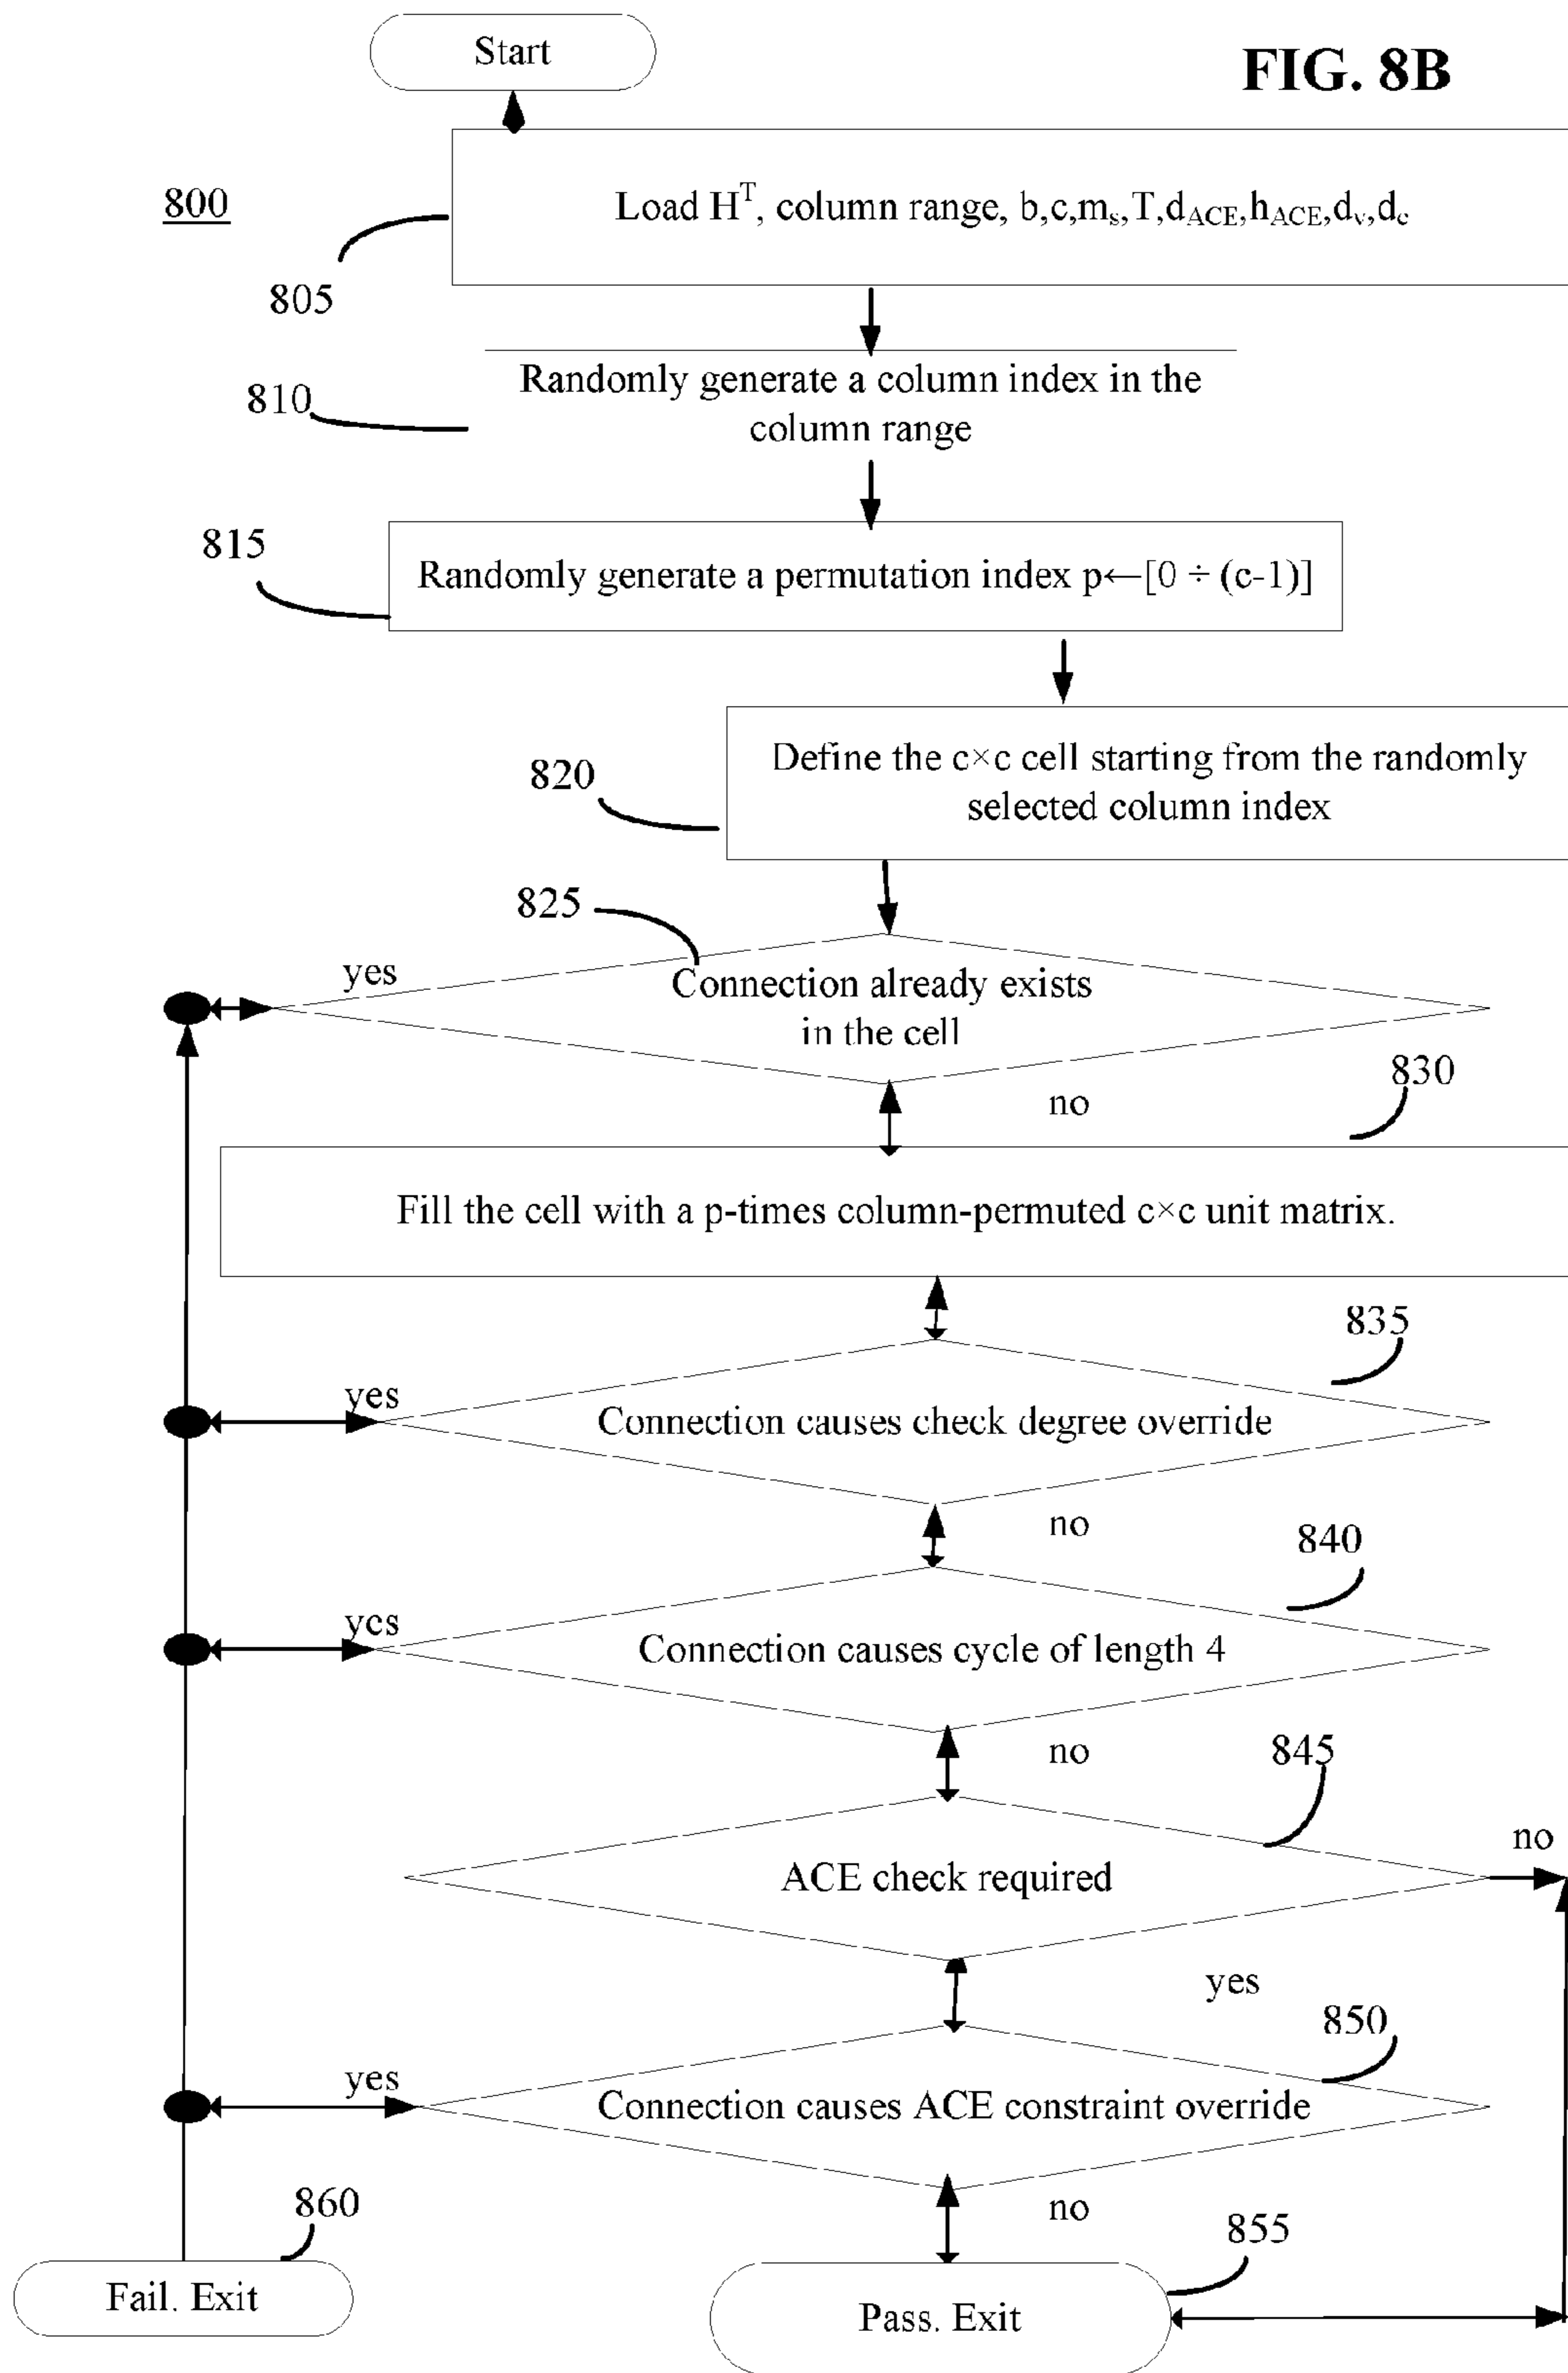 Start
FIG. 8B
800
Load H^T, column range, b,c,m_s,T,d_ACE,h_ACE,d_v,d_c
805
810
Randomly generate a column index in the
column range
815
Randomly generate a permutation index p←[0 ÷ (c-1)]
820
Define the c×c cell starting from the randomly
selected column index
825
yes
Connection already exists
in the cell
no
830
Fill the cell with a p-times column-permuted c×c unit matrix.
835
yes
Connection causes check degree override
no
840
yes
Connection causes cycle of length 4
no
845
ACE check required
no
yes
850
yes
Connection causes ACE constraint override
no
860
855
Fail. Exit
Pass. Exit